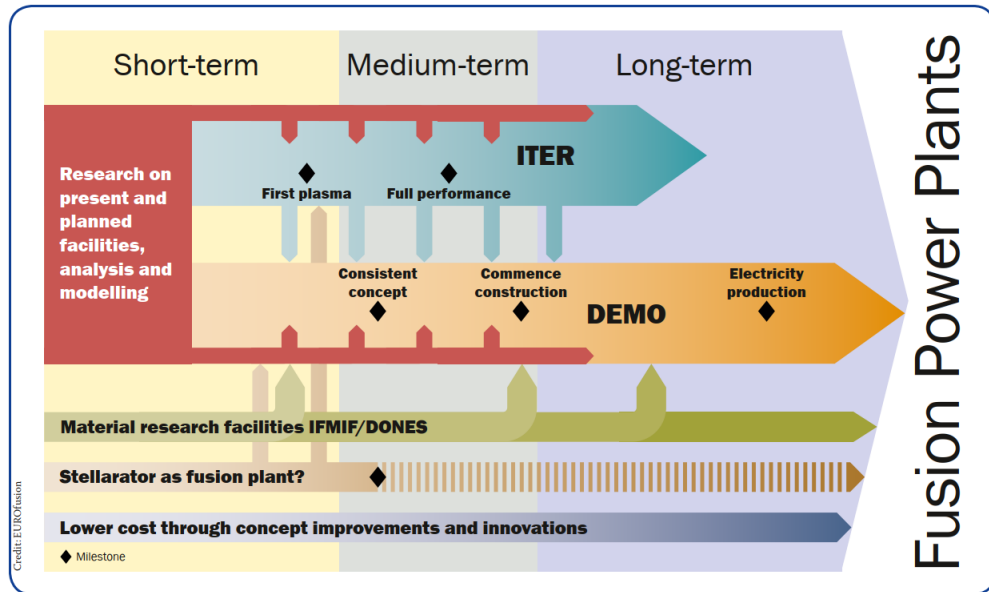 Short-term
Medium-term
Long-term
Research on
present and
planned
facilities,
analysis and
modelling
ITER
First plasma
Full performance
Consistent
concept
Commence
construction
Electricity
production
DEMO
Material research facilities IFMIF/DONES
Stellarator as fusion plant?
Lower cost through concept improvements and innovations
Milestone
Credit: EUROfusion
Fusion Power Plants